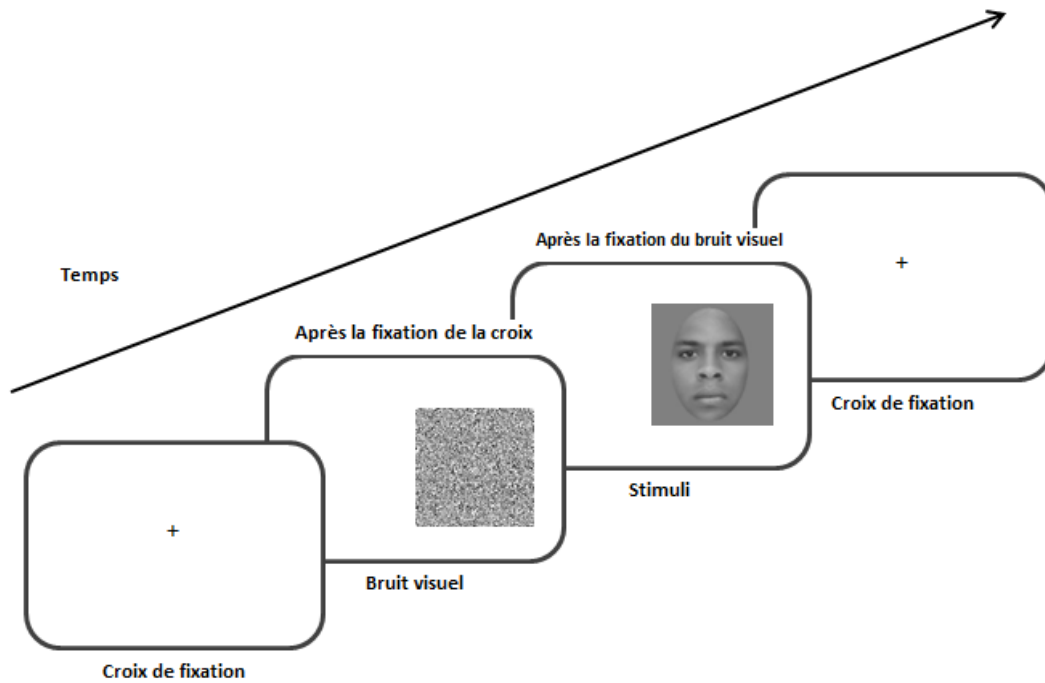 Temps
Après la fixation du bruit visuel
+
Après la fixation de la croix
Croix de fixation
Stimuli
+
Bruit visuel
Croix de fixation